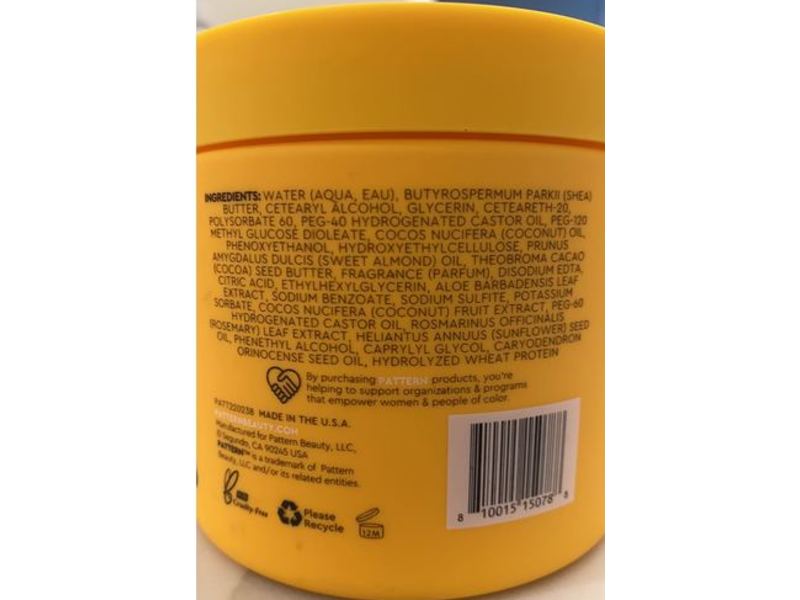 INGREDIENTS: WATER (AQUA, EAU), BUTYROSPERMUM PARKII (SHEA)
BUTTER, CETEARYL ALCOHOL, GLYCERIN, CETEARETH-20,
POLYSORBATE 60, PEG-40 HYDROGENATED CASTOR OIL, PEG-120
METHYL GLUCOSE DIOLEATE, COCOS NUCIFERA (COCONUT) OIL,
PHENOXYETHANOL, HYDROXYETHYLCELLULOSE, PRUNUS
AMYGDALUS DULCIS (SWEET ALMOND) OIL, THEOBROMA CACAO
(COCOA) SEED BUTTER, FRAGRANCE (PARFUM), DISODIUM EDTA,
CITRIC ACID, ETHYLHEXYLGLYCERIN, ALOE BARBADENSIS LEAF
EXTRACT, SODIUM BENZOATE, SODIUM SULFITE, POTASSIUM
SORBATE, COCOS NUCIFERA (COCONUT) FRUIT EXTRACT, PEG-60
HYDROGENATED CASTOR OIL, ROSMARINUS OFFICINALIS
(ROSEMARY) LEAF EXTRACT, HELIANTUS ANNUUS (SUNFLOWER) SEED
OIL, PHENETHYL ALCOHOL, CAPRYLYL GLYCOL, CARYODENDRON
ORINOCENSE SEED OIL, HYDROLYZED WHEAT PROTEIN
By purchasing PATTERN products, you're
helping to support organizations & programs
that empower women & people of color.
PATT220238 MADE IN THE U.S.A.
PATTERNBEAUTY.COM
Manufactured for Pattern Beauty, LLC,
El Segundo, CA 90245 USA
PATTERN™ is a trademark of Pattern
Beauty, LLC and/or its related entities.
Cruelty Free
Please
Recycle
12M
8 10015 15078 8